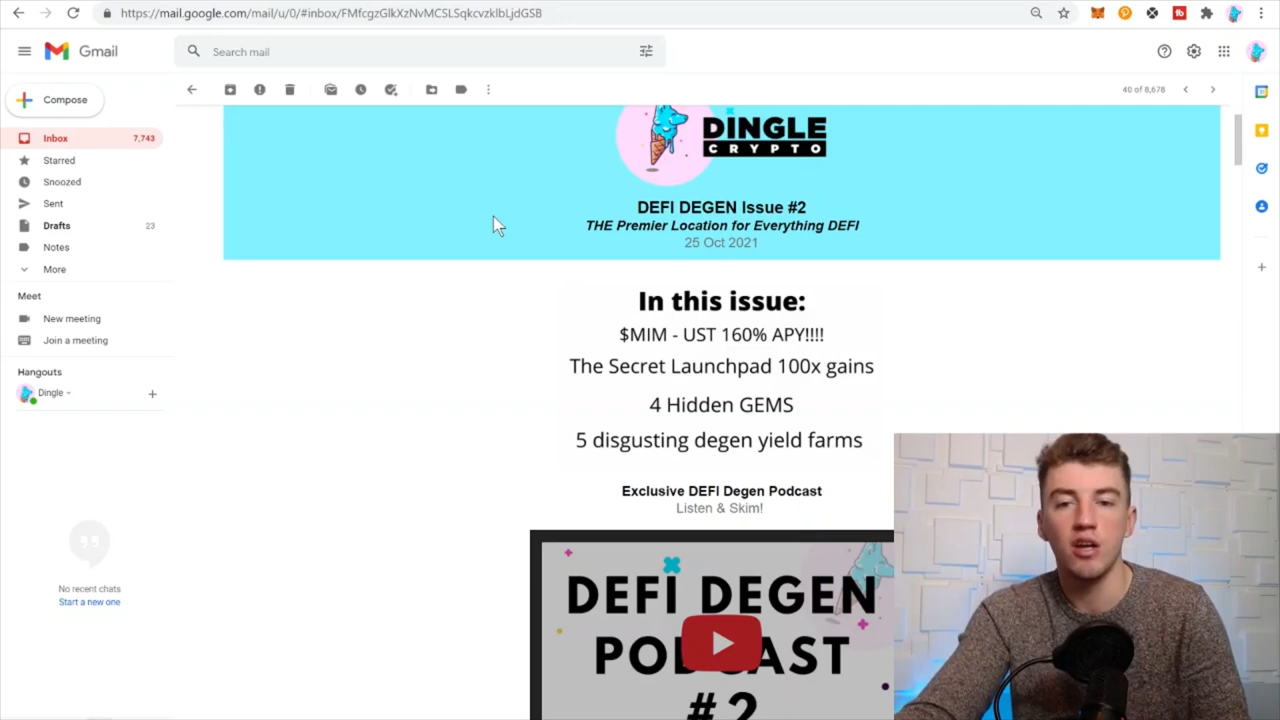 https://mail.google.com/mail/u/0/#inbox/FMfcgzGlkXzNvMCSLSqkcvzklbLjdGSB
Gmail
Search mail
Compose
40 of 8,678
Inbox 7,743
Starred
Snoozed
Sent
Drafts 23
Notes
More
Meet
New meeting
Join a meeting
Hangouts
Dingle
No recent chats
Start a new one
DINGLE
CRYPTO
DEFI DEGEN Issue #2
THE Premier Location for Everything DEFI
25 Oct 2021
In this issue:
$MIM - UST 160% APY!!!!
The Secret Launchpad 100x gains
4 Hidden GEMS
5 disgusting degen yield farms
Exclusive DEFI Degen Podcast
Listen & Skim!
DEFI DEGEN
PODCAST
#2